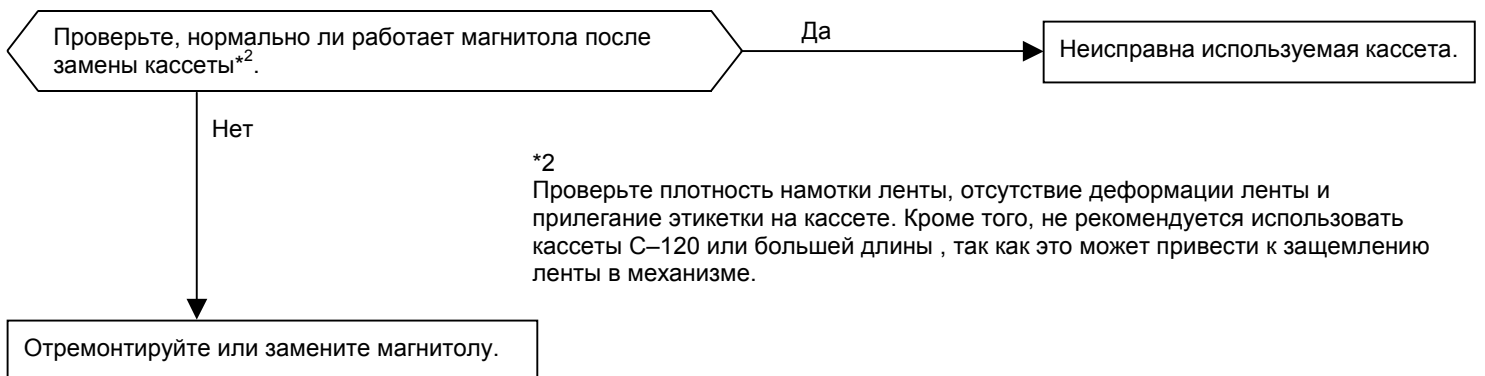 Проверьте, нормально ли работает магнитола после
замены кассеты*2.
Да
Неисправна используемая кассета.
Нет
*2
Проверьте плотность намотки ленты, отсутствие деформации ленты и
прилегание этикетки на кассете. Кроме того, не рекомендуется использовать
кассеты С–120 или большей длины , так как это может привести к защемлению
ленты в механизме.
Отремонтируйте или замените магнитолу.